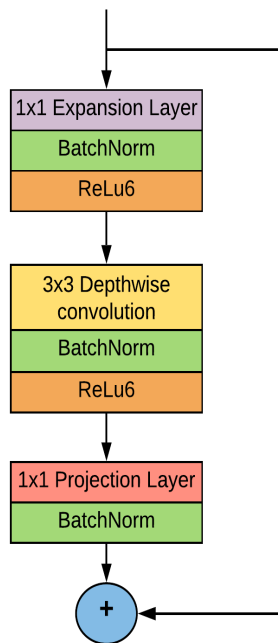 1x1 Expansion Layer
BatchNorm
ReLu6
3x3 Depthwise
convolution
BatchNorm
ReLu6
1x1 Projection Layer
BatchNorm
+